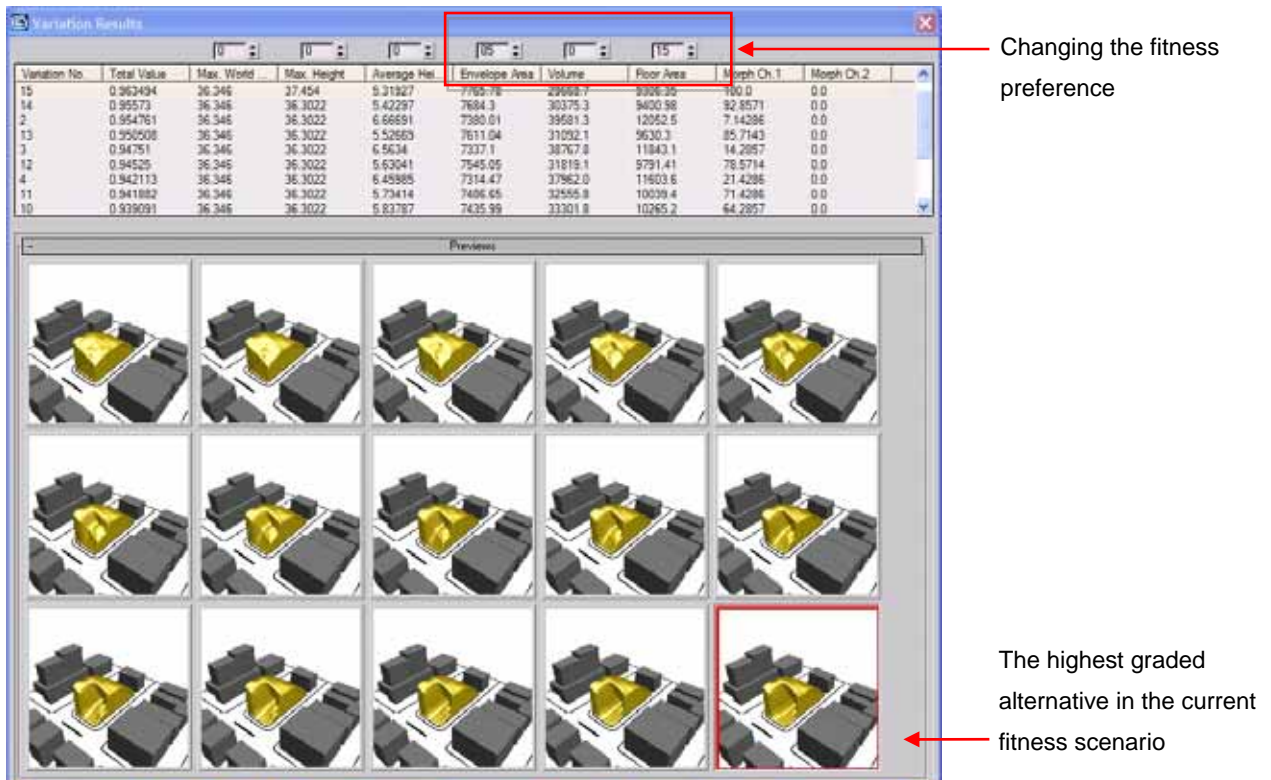 Variation Results
0 0 0 85 0 15
Variation No. Total Value Max. World ... Max. Height Average Hei... Envelope Area Volume Floor Area Morph Ch.1 Morph Ch.2
15 0.963494 36.346 37.454 5.31927 7765.78 29668.7 100.0 0.0
14 0.95573 36.346 36.3022 5.42297 7684.3 30375.3 9400.98 92.8571 0.0
2 0.954761 36.346 36.3022 6.66691 7380.01 39581.3 12052.5 7.14286 0.0
13 0.950508 36.346 36.3022 5.52669 7611.04 31092.1 9630.3 85.7143 0.0
3 0.94751 36.346 36.3022 6.5634 7337.1 38767.8 11843.1 14.2857 0.0
12 0.94525 36.346 36.3022 5.63041 7545.05 31819.1 9791.41 78.5714 0.0
4 0.942113 36.346 36.3022 6.45985 7314.47 37962.0 11603.6 21.4286 0.0
11 0.941882 36.346 36.3022 5.73414 7486.65 32555.8 10039.4 71.4286 0.0
10 0.939091 36.346 36.3022 5.83787 7435.99 33301.8 10265.2 64.2857 0.0
Previews
Changing the fitness
preference
The highest graded
alternative in the current
fitness scenario